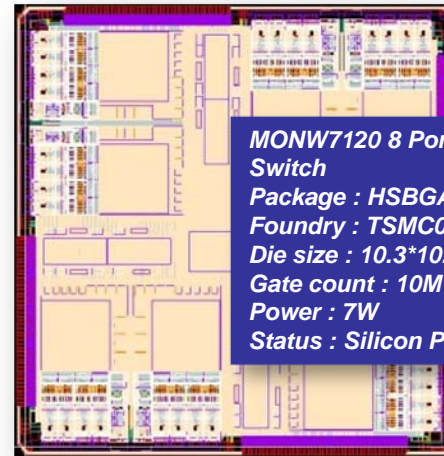 MONW7120 8 Por
Switch
Package : HSBGA
Foundry : TSMC0
Die size : 10.3*10.
Gate count : 10M
Power : 7W
Status : Silicon P